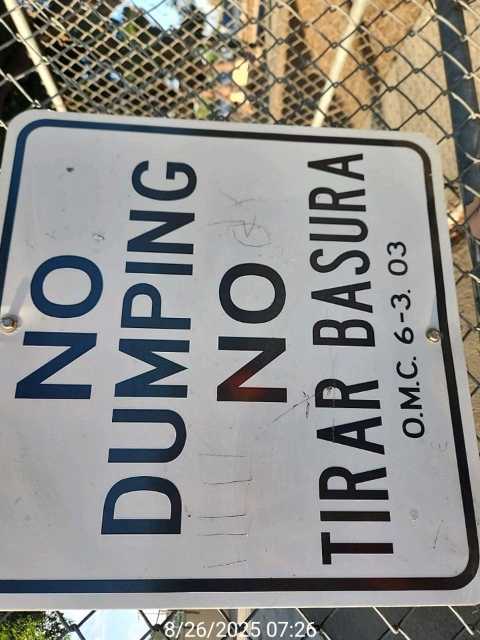 NO
DUMPING
NO
TIRAR BASURA
O.M.C. 6-3. 03
8/26/2025 07:26